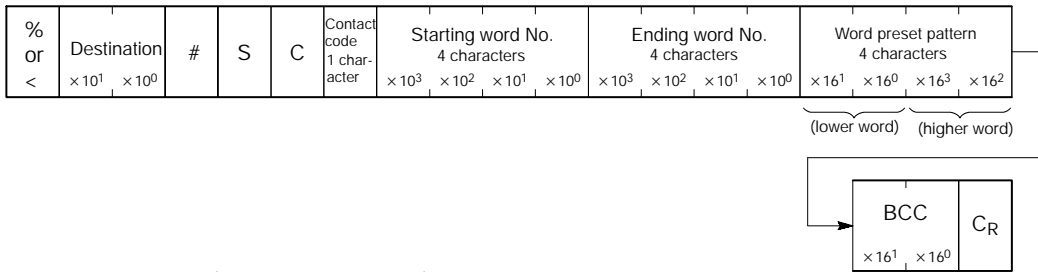 %
or
<
Destination
×10¹ ×10⁰
#
S
C
Contact
code
1 char-
acter
Starting word No.
4 characters
×10³ ×10² ×10¹ ×10⁰
Ending word No.
4 characters
×10³ ×10² ×10¹ ×10⁰
Word preset pattern
4 characters
×16¹ ×16⁰ ×16³ ×16²
(lower word) (higher word)
BCC
×16¹ ×16⁰
CR